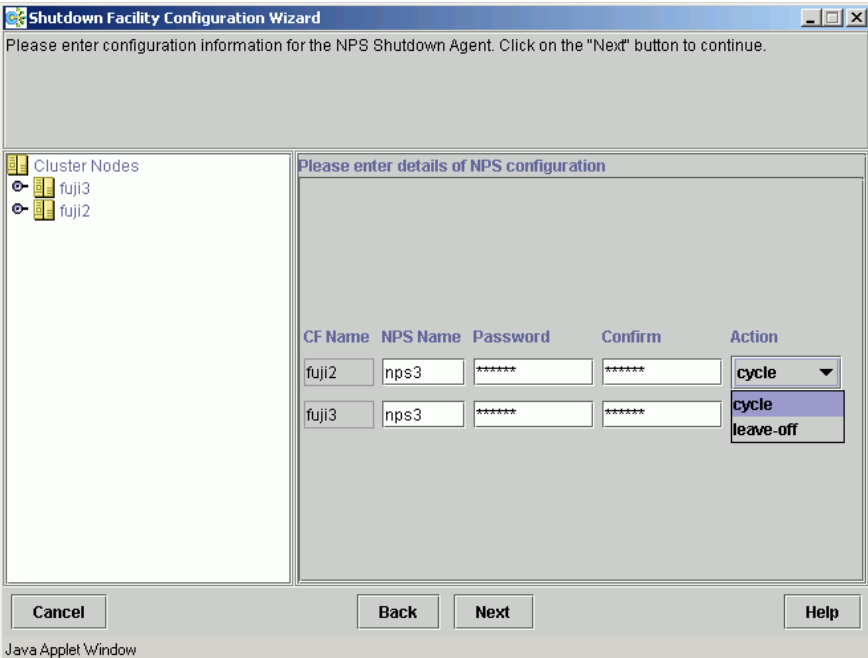 Shutdown Facility Configuration Wizard
Please enter configuration information for the NPS Shutdown Agent. Click on the "Next" button to continue.
Cluster Nodes
fuji3
fuji2
Please enter details of NPS configuration
CF Name NPS Name Password Confirm Action
fuji2 nps3 ****** ****** cycle
cycle
fuji3 nps3 ****** ******
leave-off
Cancel Back Next Help
Java Applet Window